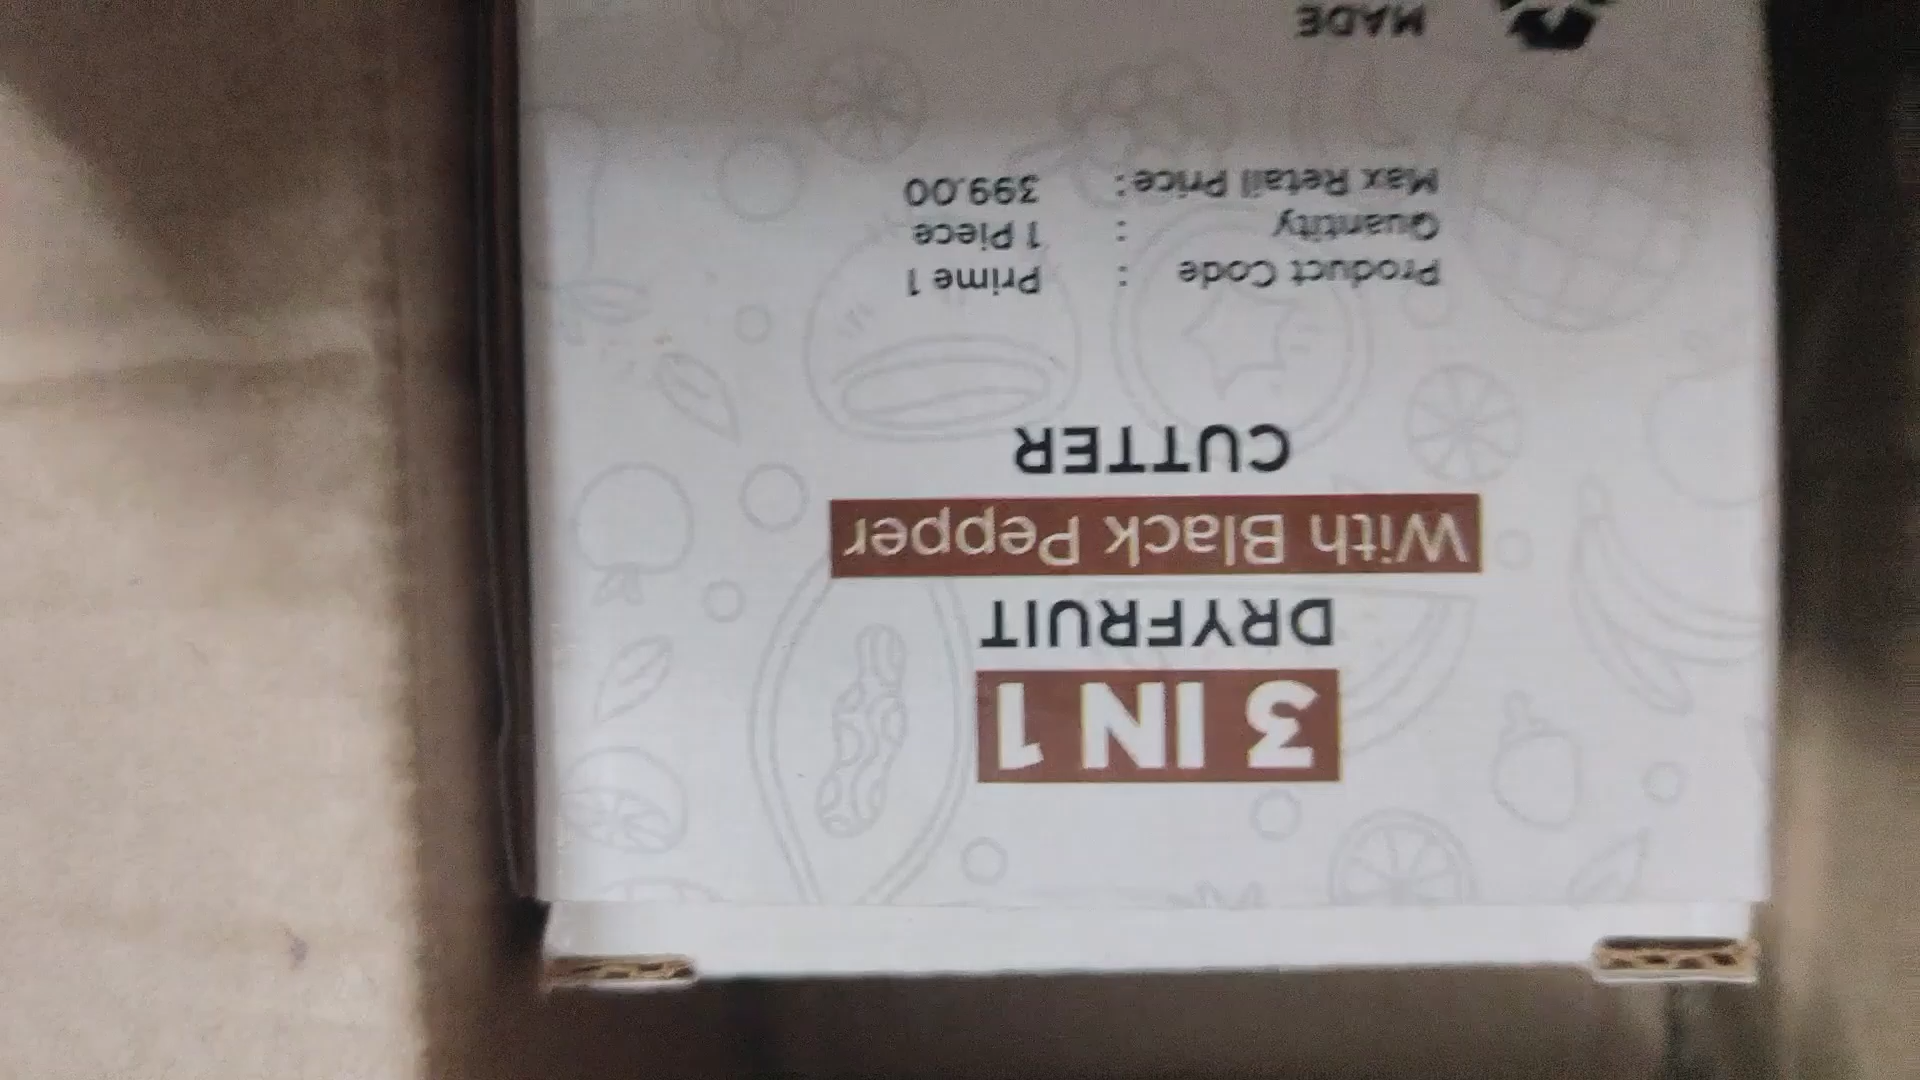 3 IN 1
DRYFRUIT
With Black Pepper
CUTTER
Product Code : Prime 1
Quantity : 1 Piece
Max Retail Price : 399.00
MADE